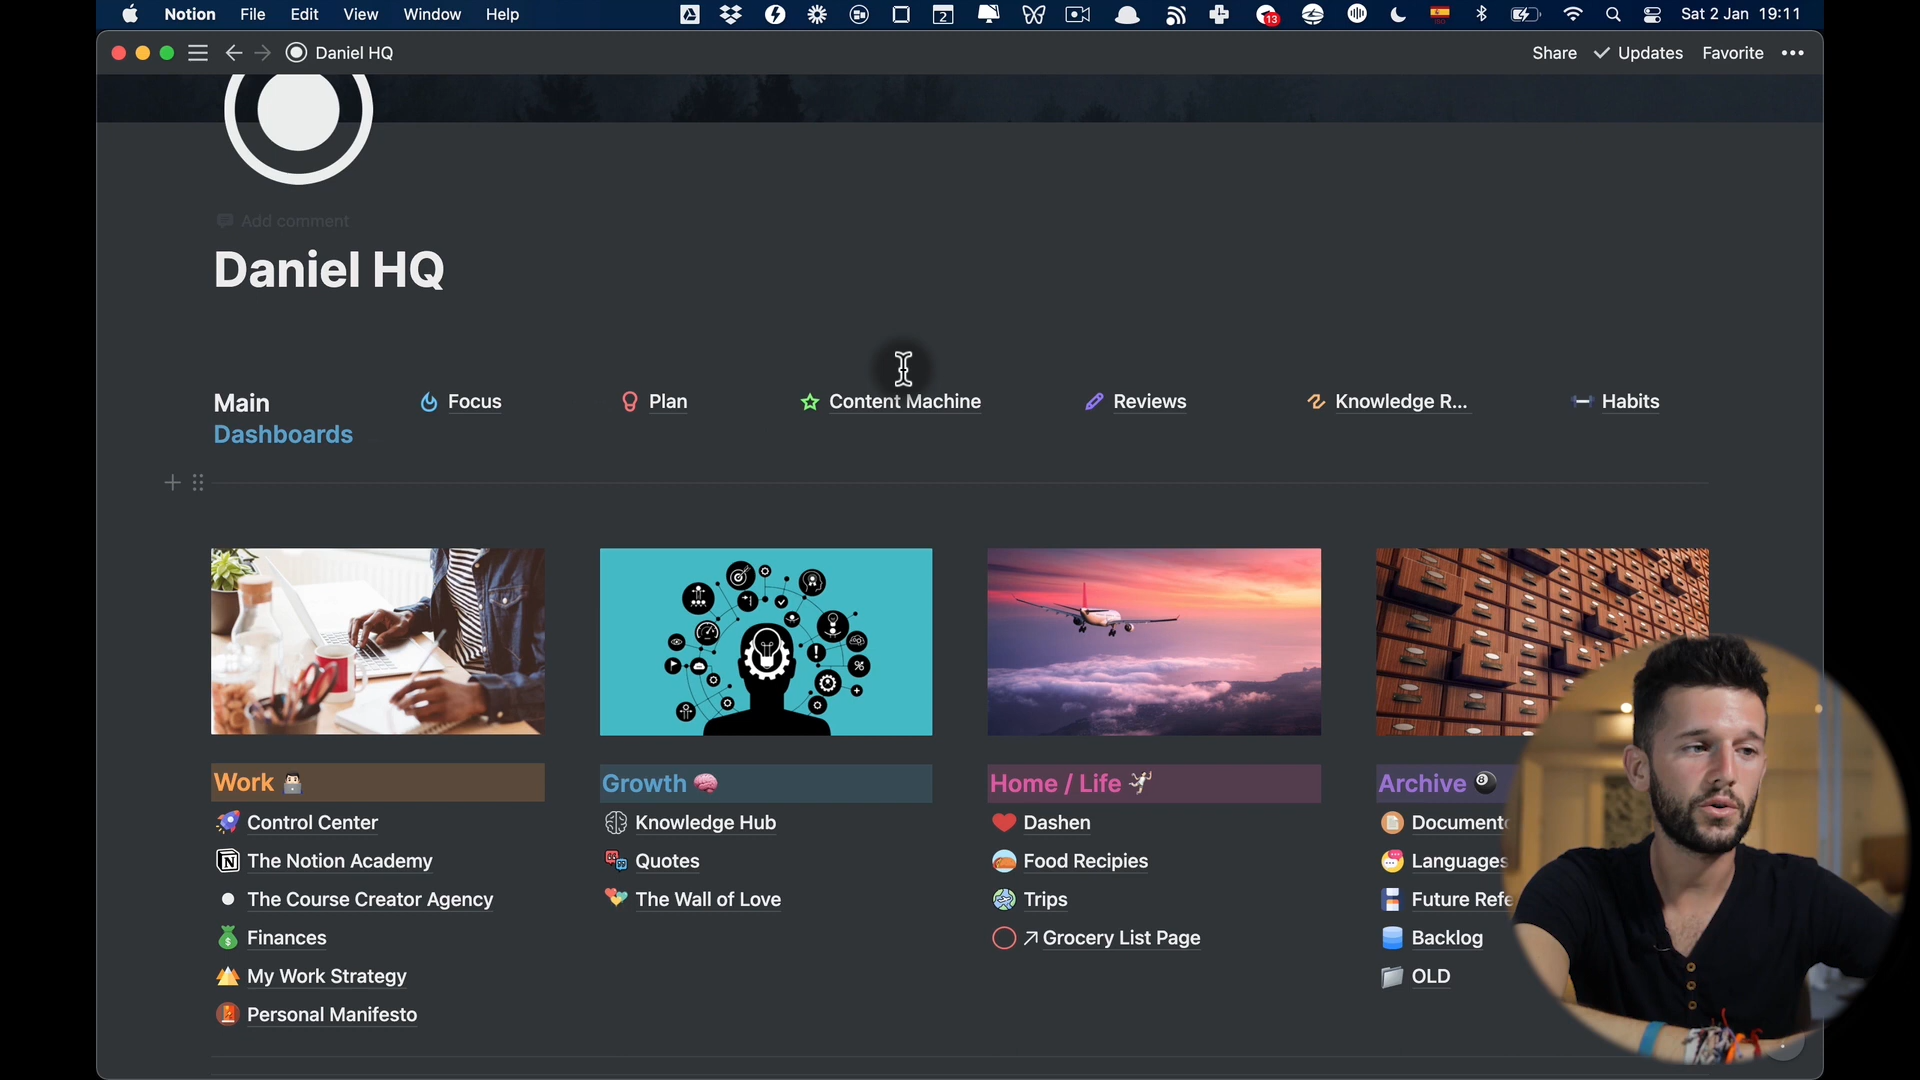 Notion File Edit View Window Help 2 13 ISO Sat 2 Jan 19:11
Daniel HQ Share Updates Favorite
Add comment
Daniel HQ
Main Dashboards
Focus
Plan
Content Machine
Reviews
Knowledge R...
Habits
Work
Control Center
The Notion Academy
The Course Creator Agency
Finances
My Work Strategy
Personal Manifesto
Growth
Knowledge Hub
Quotes
The Wall of Love
Home / Life
Dashen
Food Recipies
Trips
Grocery List Page
Archive
Document
Languages
Future Refe
Backlog
OLD